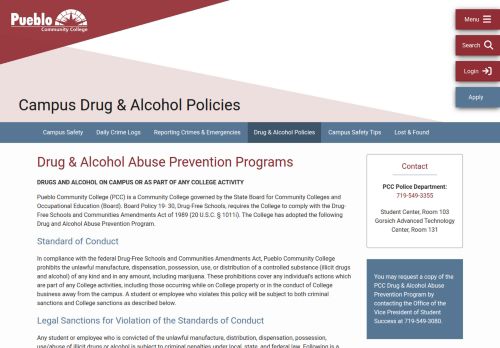 Pueblo
Community College
Menu
Search
Login
Apply
Campus Drug & Alcohol Policies
Campus Safety
Daily Crime Logs
Reporting Crimes & Emergencies
Drug & Alcohol Policies
Campus Safety Tips
Lost & Found
Drug & Alcohol Abuse Prevention Programs
DRUGS AND ALCOHOL ON CAMPUS OR AS PART OF ANY COLLEGE ACTIVITY
Pueblo Community College (PCC) is a Community College governed by the State Board for Community Colleges and
Occupational Education (Board). Board Policy 19- 30, Drug-Free Schools, requires the College to comply with the Drug-
Free Schools and Communities Amendments Act of 1989 (20 U.S.C. § 1011i). The College has adopted the following
Drug and Alcohol Abuse Prevention Program.
Standard of Conduct
In compliance with the federal Drug-Free Schools and Communities Amendments Act, Pueblo Community College
prohibits the unlawful manufacture, dispensation, possession, use, or distribution of a controlled substance (illicit drugs
and alcohol) of any kind and in any amount, including marijuana. These prohibitions cover any individual's actions which
are part of any College activities, including those occurring while on College property or in the conduct of College
business away from the campus. A student or employee who violates this policy will be subject to both criminal
sanctions and College sanctions as described below.
Legal Sanctions for Violation of the Standards of Conduct
Any student or employee who is convicted of the unlawful manufacture, distribution, dispensation, possession,
use/abuse of illicit drugs or alcohol is subject to criminal penalties under local, state, and federal law. Following is a
Contact
PCC Police Department:
719-549-3355
Student Center, Room 103
Gorsich Advanced Technology
Center, Room 131
You may request a copy of the
PCC Drug & Alcohol Abuse
Prevention Program by
contacting the Office of the
Vice President of Student
Success at 719-549-3080.